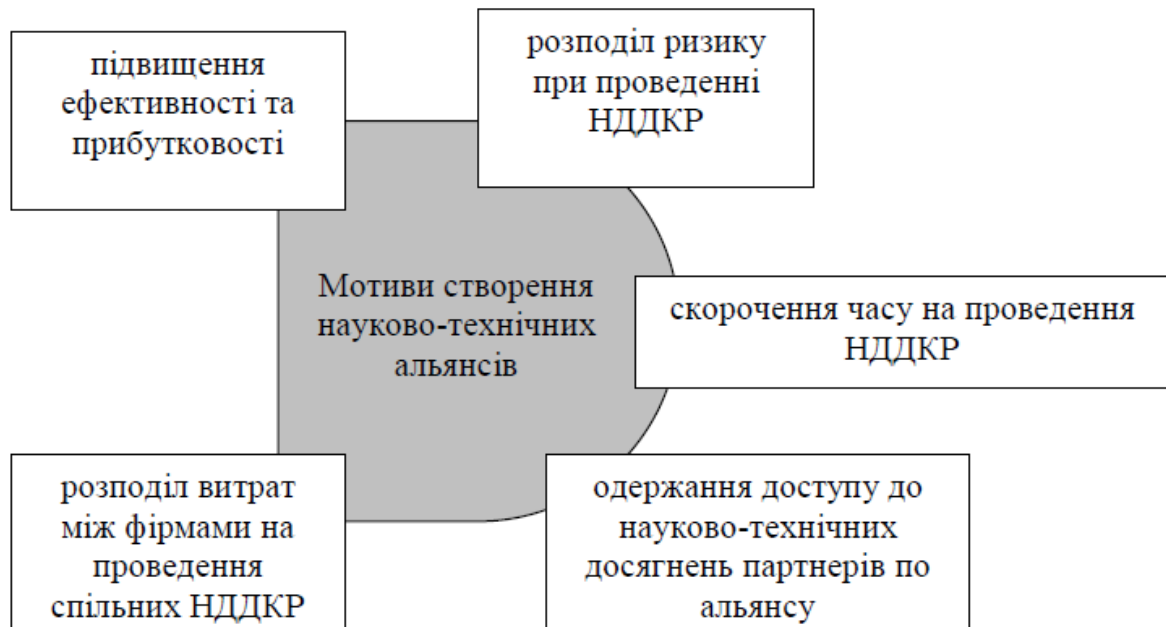 підвищення
ефективності та
прибутковості
розподіл ризику
при проведенні
НДДКР
Мотиви створення
науково-технічних
альянсів
скорочення часу на проведення
НДДКР
розподіл витрат
між фірмами на
проведення
спільних НДДКР
одержання доступу до
науково-технічних
досягнень партнерів по
альянсу